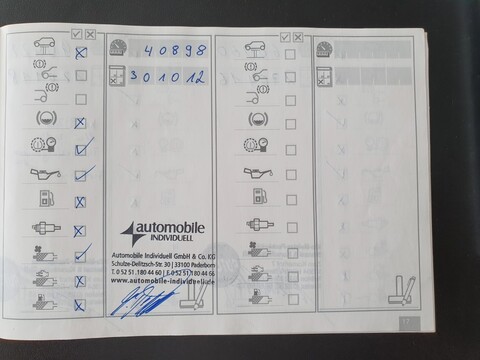 40898
301012
automobile
INDIVIDUELL
Automobile Individuell GmbH & Co. KG
Schulze-Delitzsch-Str. 30 | 33100 Paderborn
T. 0 52 51.180 44 60 | F. 0 52 51.180 44 66
www.automobile-individuell.de